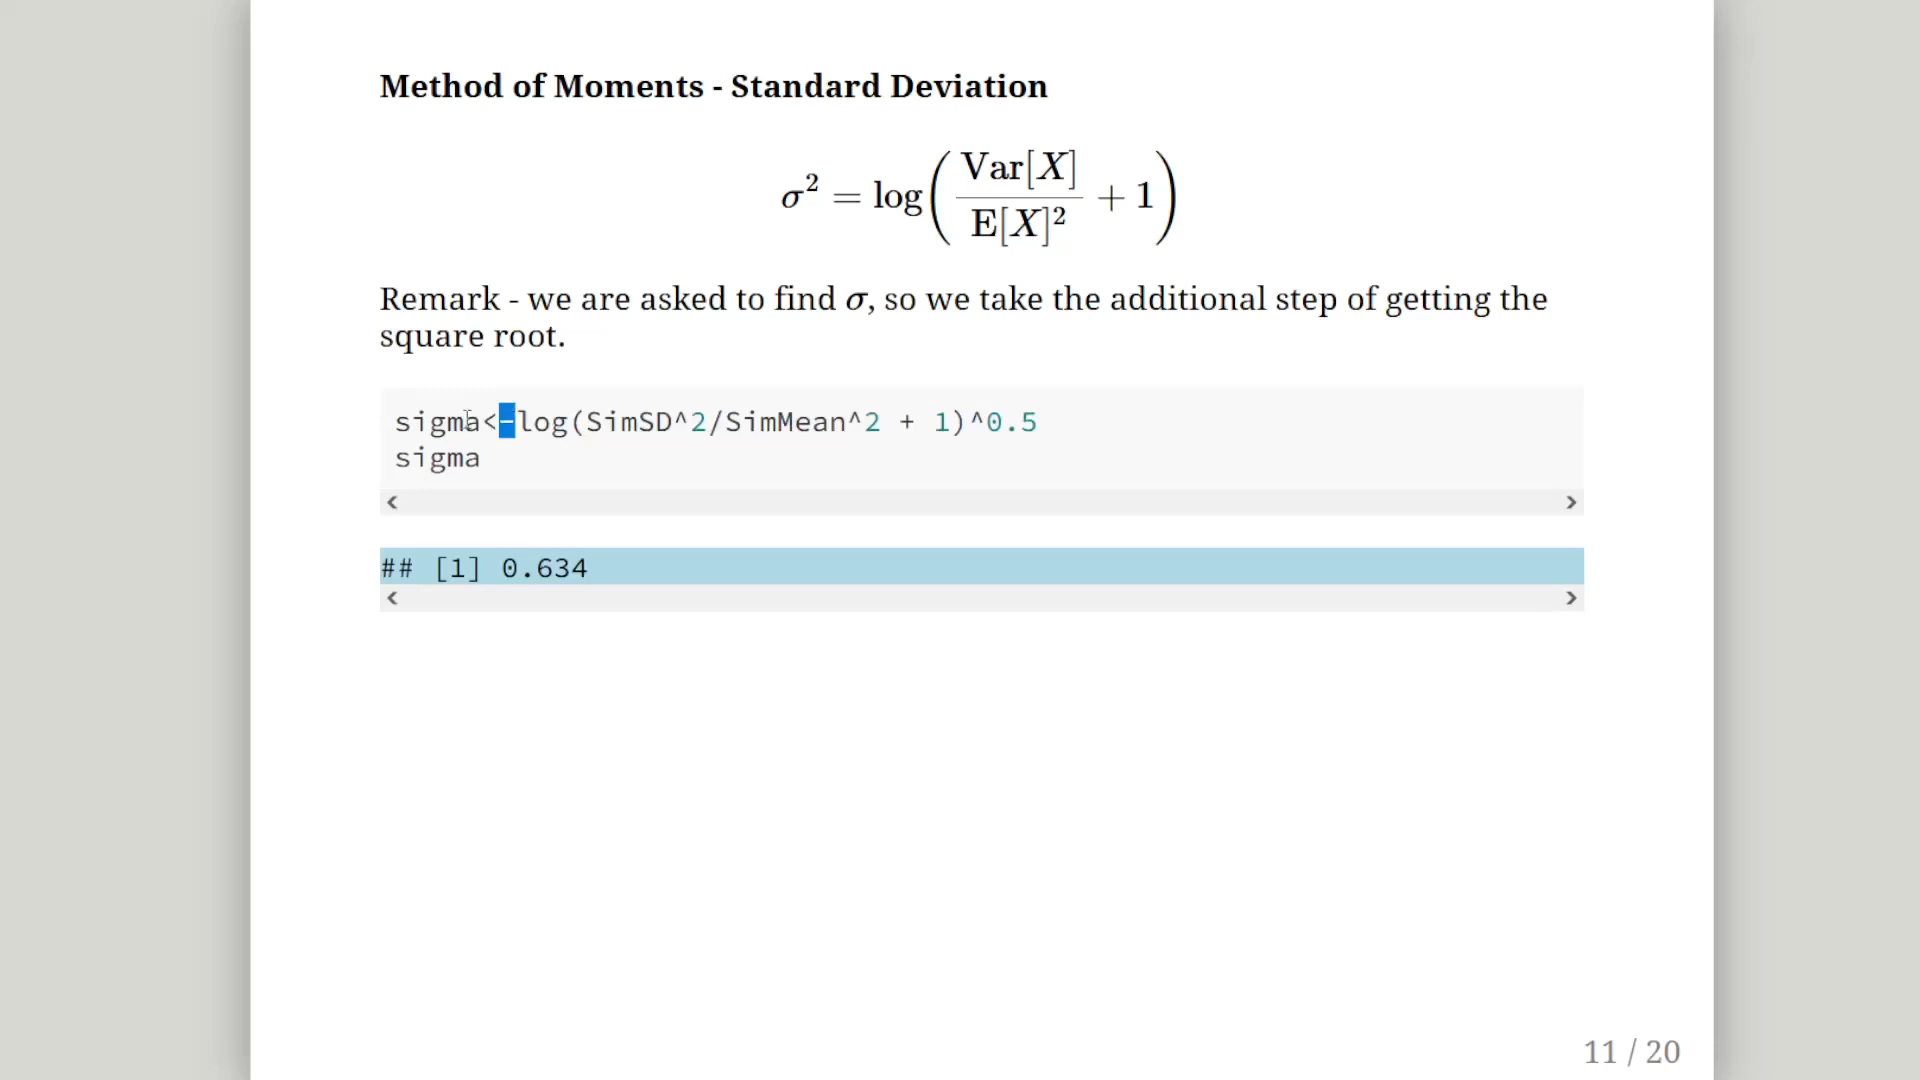 Method of Moments - Standard Deviation
σ² = log(Var[X]/E[X]² + 1)
Remark - we are asked to find σ, so we take the additional step of getting the
square root.
sigma<-log(SimSD^2/SimMean^2 + 1)^0.5
sigma
## [1] 0.634
11 / 20